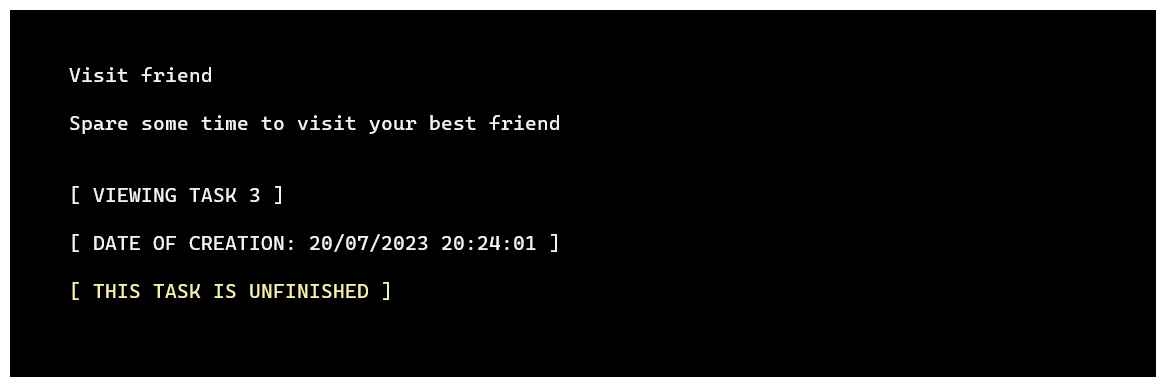 Visit friend
Spare some time to visit your best friend
[ VIEWING TASK 3 ]
[ DATE OF CREATION: 20/07/2023 20:24:01 ]
[ THIS TASK IS UNFINISHED ]